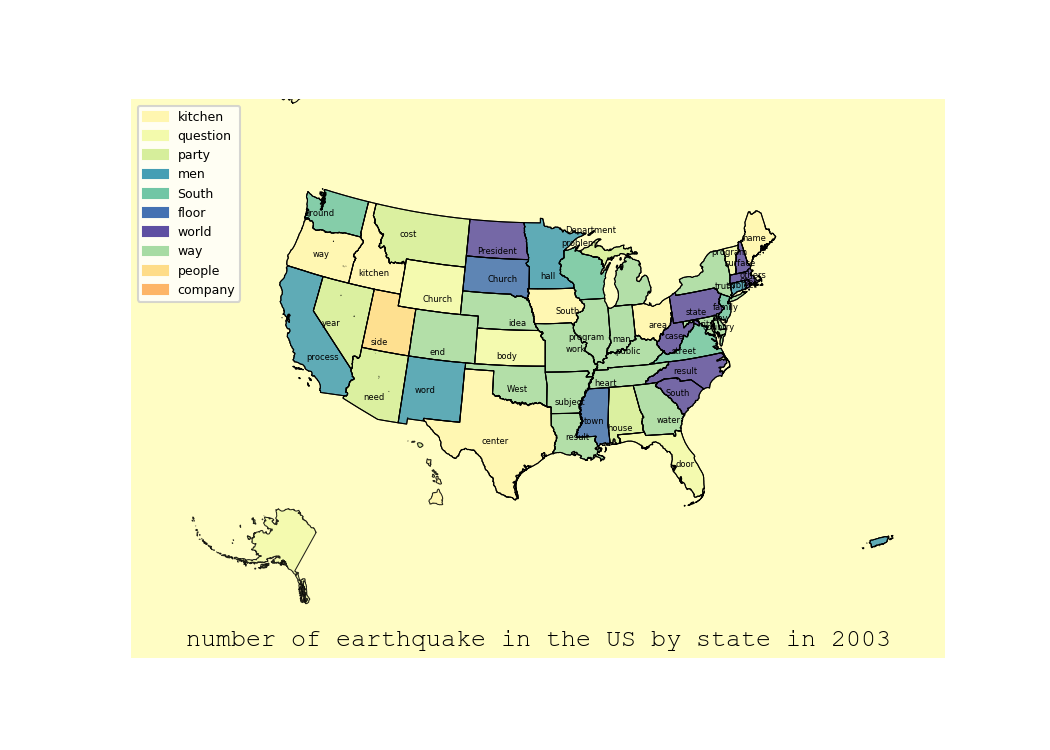 kitchen
question
party
men
South
floor
world
way
people
company
ground
cost
President
hall
Department
problem
name
way
kitchen
Church
Church
program
surface
year
idea
South
area
state
family
side
end
body
program
work
man
public
case
street
process
need
word
West
heart
subject
result
South
center
town
house
water
result
door
number of earthquake in the US by state in 2003